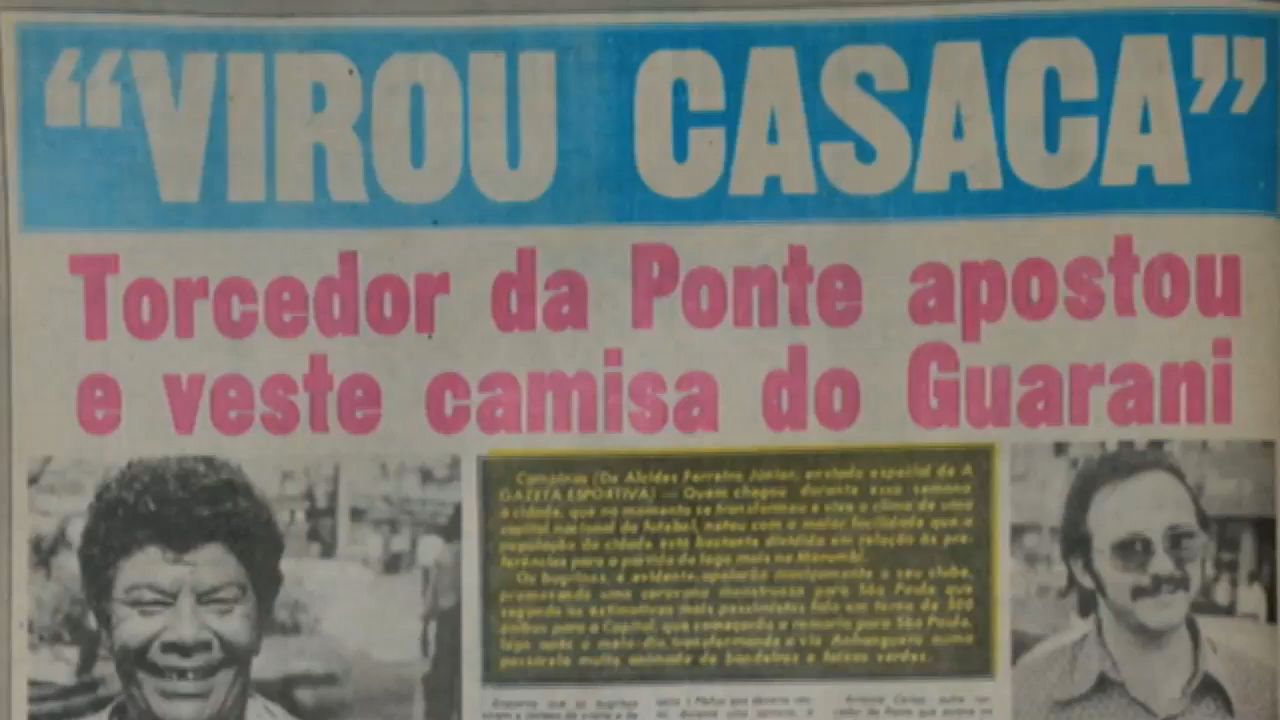 “VIROU CASACA”
Torcedor da Ponte apostou
e veste camisa do Guarani
Campinas (De Alcides Ferreira Júnior, enviado especial de A
GAZETA ESPORTIVA) — Quem chegou durante essa semana
à cidade, que no momento se transformou e vive o clima de uma
capital nacional do futebol, notou com a maior facilidade que a
população da cidade está bastante dividida em relação às pre-
ferências para a partida de logo mais no Morumbi.
Os bugrinos, é evidente, apoiarão maciçamente o seu clube,
promovendo uma caravana monstruosa para São Paulo que
segundo as estimativas mais pessimistas fala em torno de 300
ônibus para a Capital, que começarão a rumaria para São Paulo,
logo após o meio dia, transformando a via Anhanguera numa
passarela muito animada de bandeiras e faixas verdes.